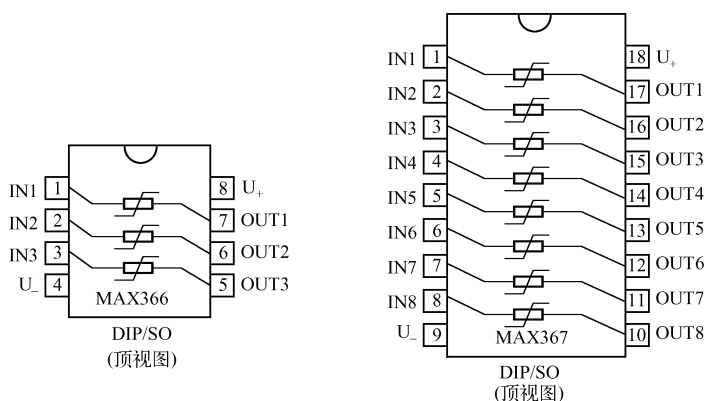 IN1 1 8 U+
IN2 2 7 OUT1
IN3 3 6 OUT2
U- 4 5 OUT3
MAX366
DIP/SO
(顶视图)
IN1 1 18 U+
IN2 2 17 OUT1
IN3 3 16 OUT2
IN4 4 15 OUT3
IN5 5 14 OUT4
IN6 6 13 OUT5
IN7 7 12 OUT6
IN8 8 11 OUT7
U- 9 10 OUT8
MAX367
DIP/SO
(顶视图)